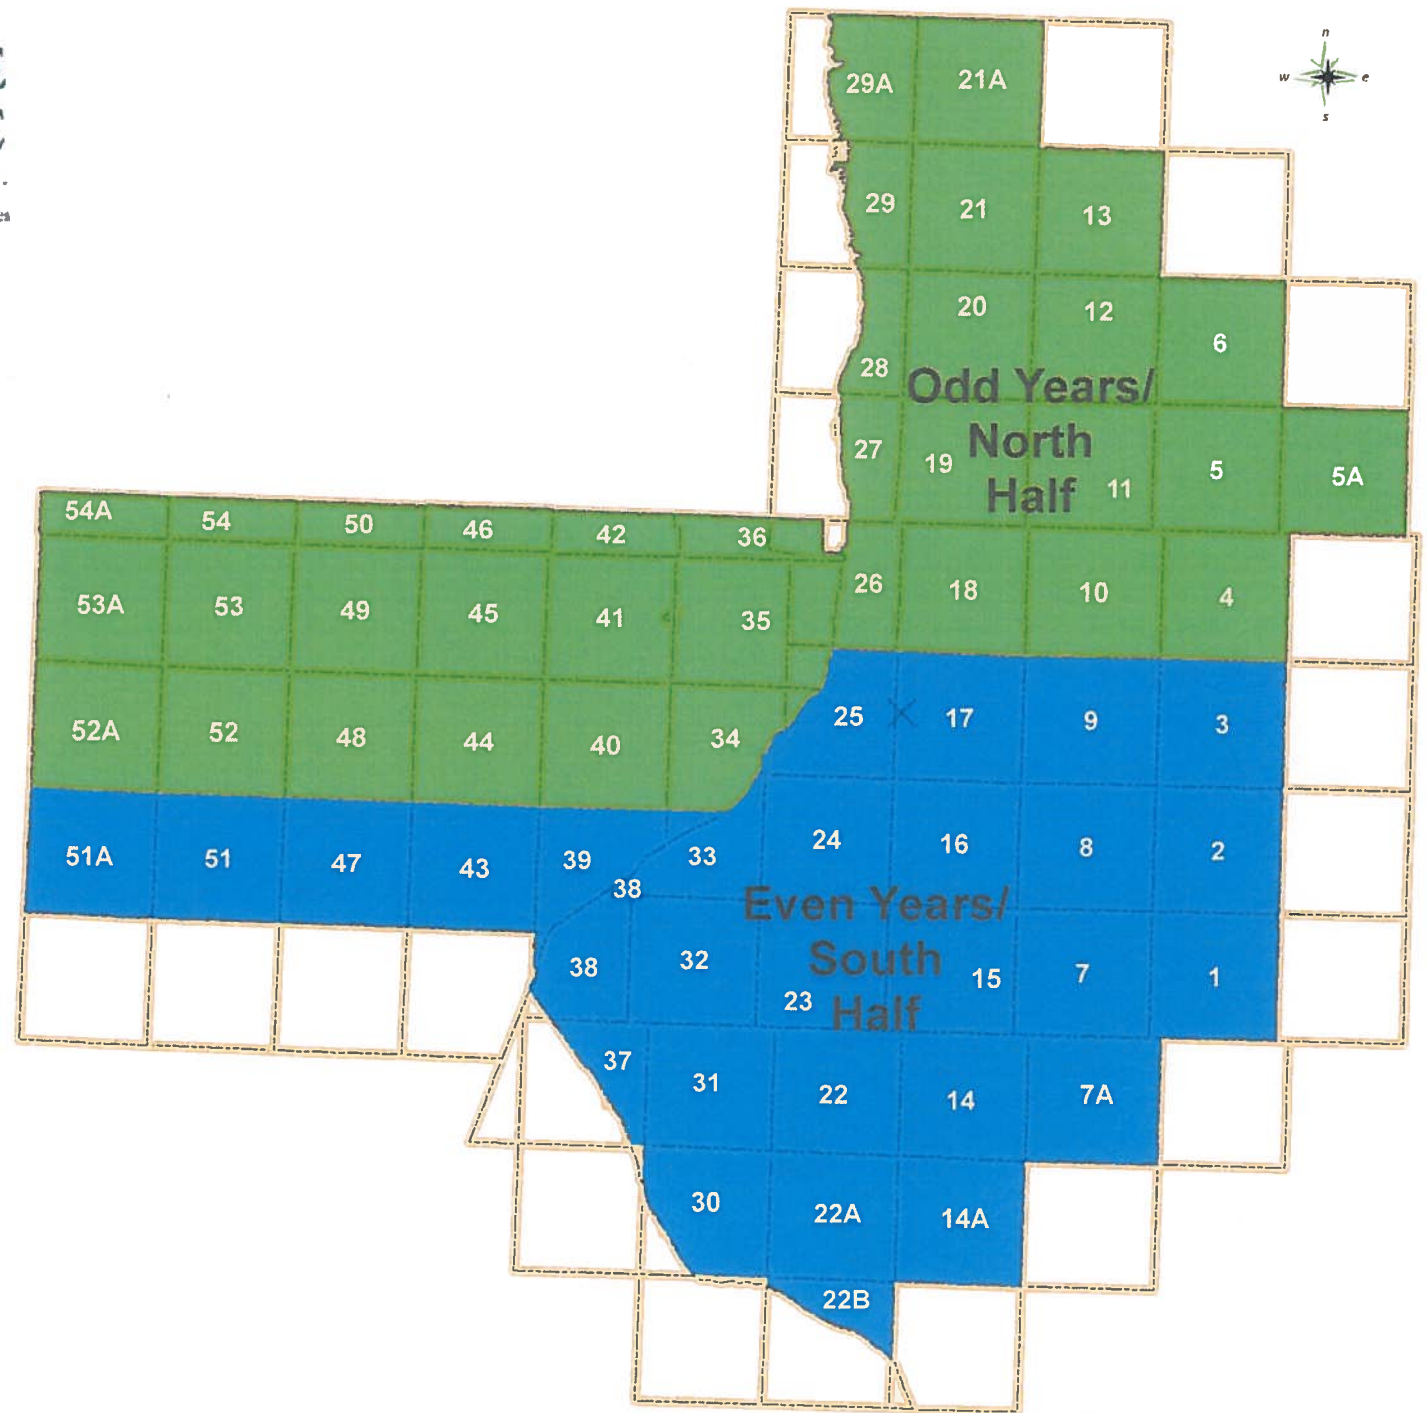 n
w e
s
29A 21A
29 21 13
20 12
6
28
Odd Years/
North
Half
27 19 11 5 5A
54A 54 50 46 42 36
26 18 10 4
53A 53 49 45 41 35
25 17 9 3
52A 52 48 44 40 34
24 16 8 2
51A 51 47 43 39 33
38
Even Years/
South
Half
38 32 23 15 7 1
37 31 22 14 7A
30 22A 14A
22B